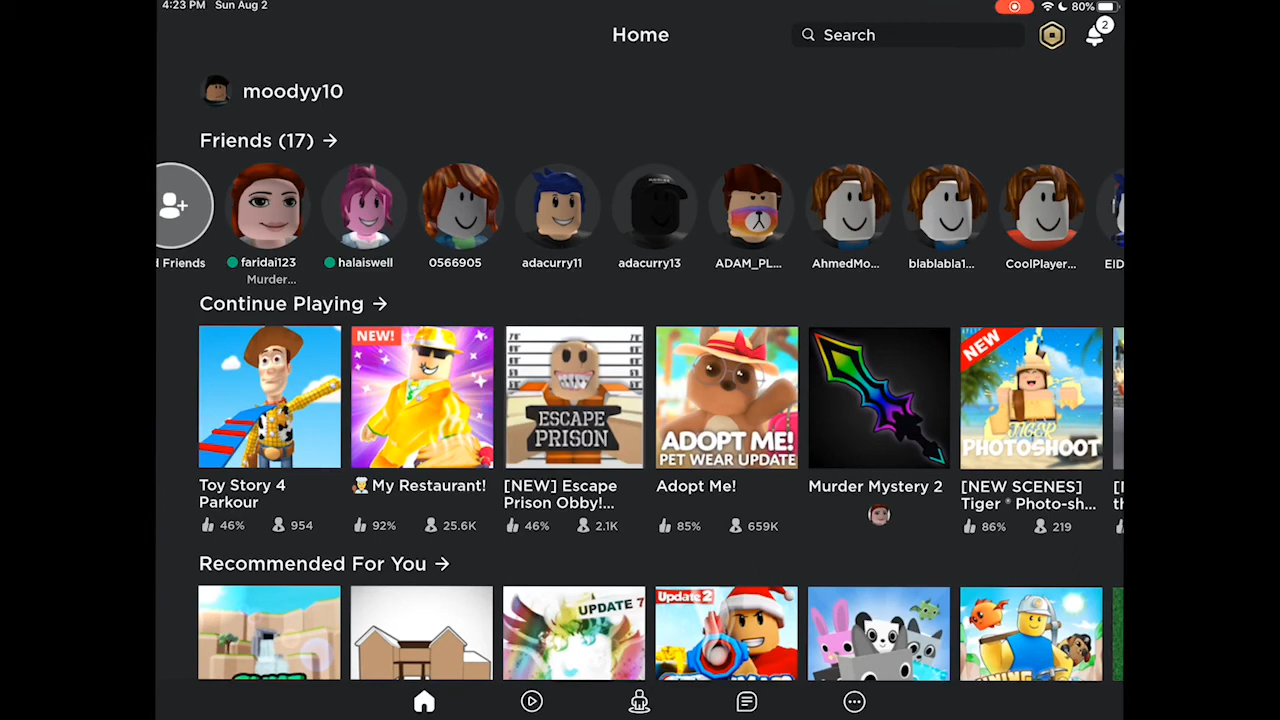 4:23 PM Sun Aug 2 80%
Home
Search
2
moodyy10
Friends (17) →
d Friends
faridai123
halaiswell
0566905
adacurry11
adacurry13
ADAM_PL...
AhmedMo...
blablabla1...
CoolPlayer...
Murder...
Continue Playing →
NEW!
ESCAPE
PRISON
ADOPT ME!
PET WEAR UPDATE
NEW
TIGER
PHOTOSHOOT
Toy Story 4
Parkour
46% 954
My Restaurant!
92% 25.6K
[NEW] Escape
Prison Obby!...
46% 2.1K
Adopt Me!
85% 659K
Murder Mystery 2
[NEW SCENES]
Tiger ® Photo-sh...
86% 219
Recommended For You →
UPDATE 7
Update 2